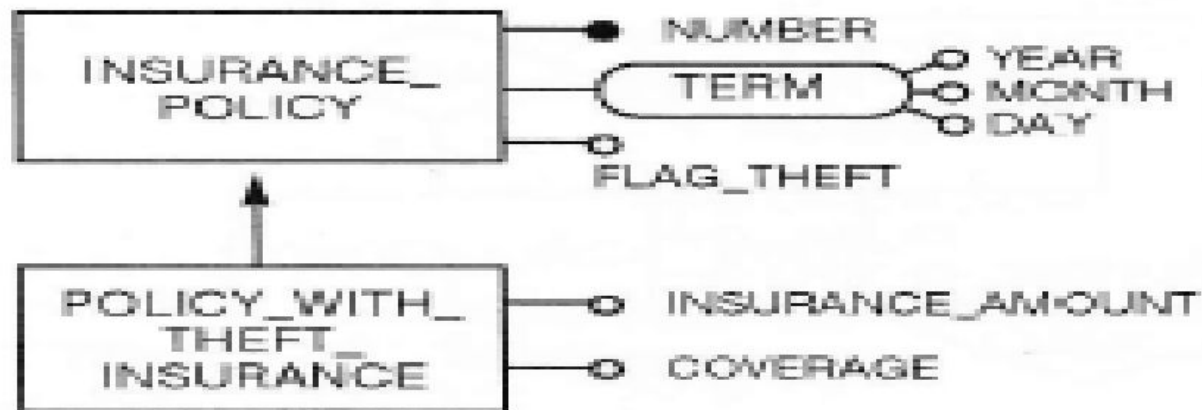 INSURANCE_
POLICY
NUMBER
TERM
YEAR
MONTH
DAY
FLAG_THEFT
POLICY_WITH_
THEFT_
INSURANCE
INSURANCE_AMOUNT
COVERAGE